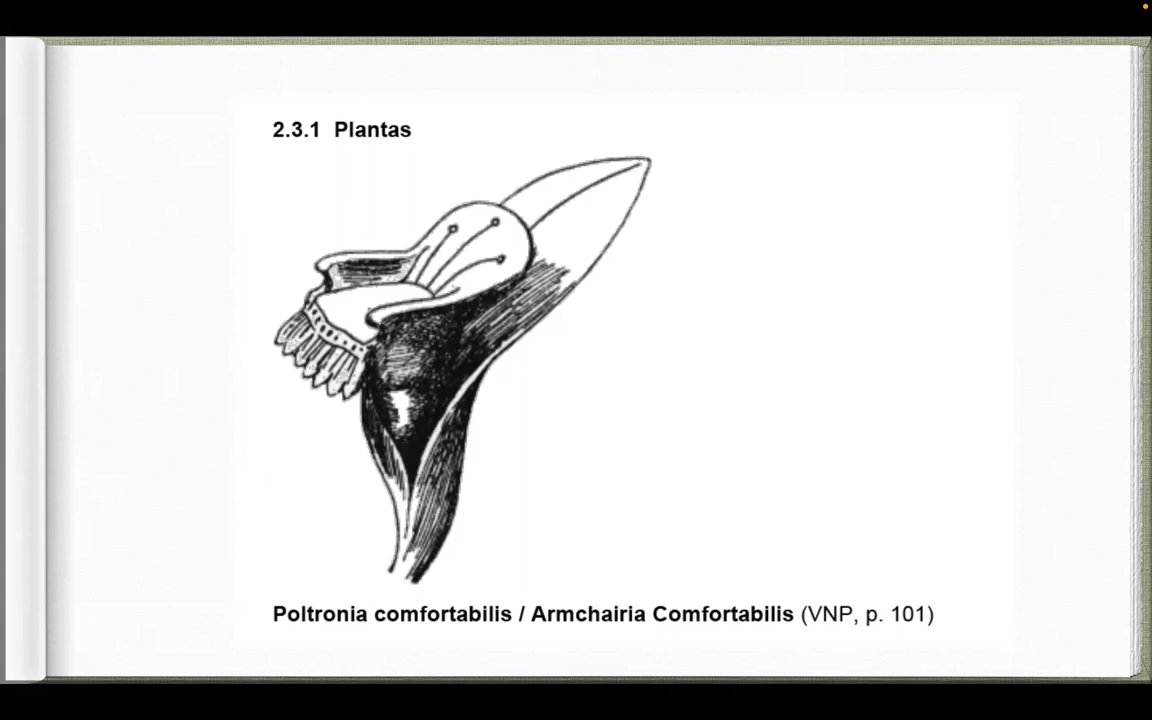 2.3.1 Plantas
Poltronia comfortabilis / Armchairia Comfortabilis (VNP, p. 101)